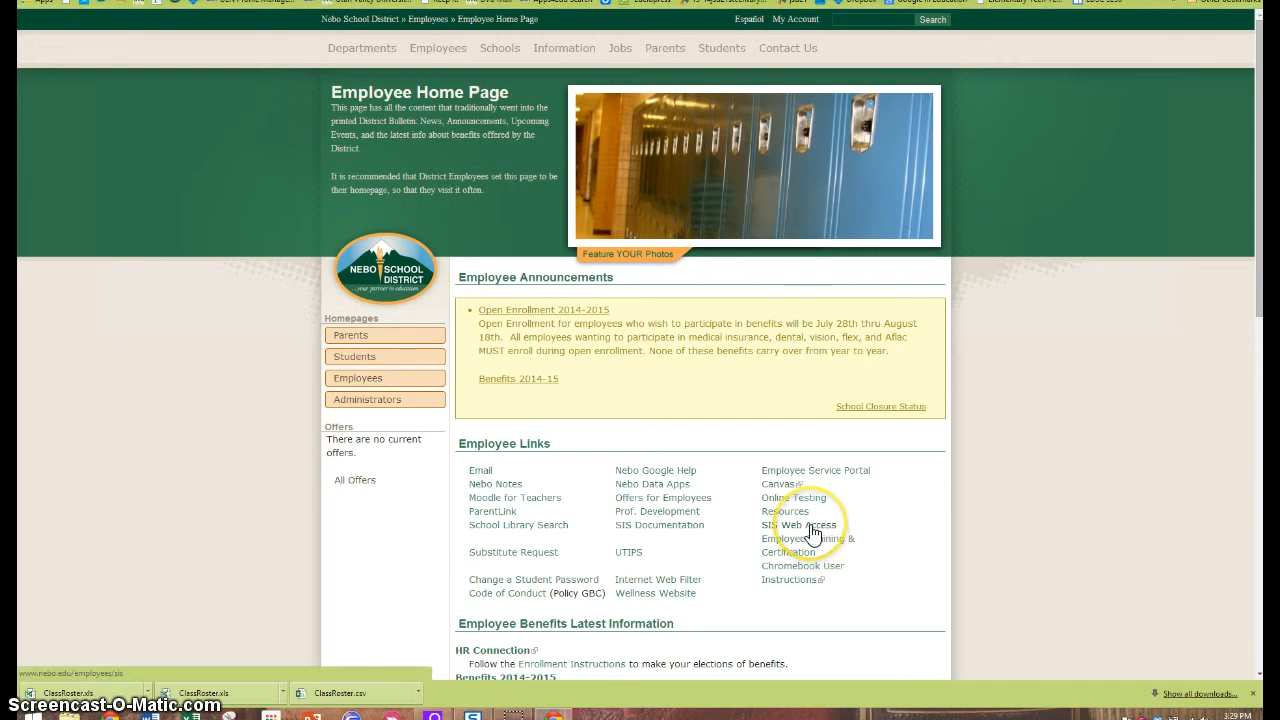 Apps
Nebo School District » Employees » Employee Home Page
Español My Account Search
Departments Employees Schools Information Jobs Parents Students Contact Us
Employee Home Page
This page has all the content that traditionally went into the
printed District Bulletin: News, Announcements, Upcoming
Events, and the latest info about benefits offered by the
District.
It is recommended that District Employees set this page to be
their homepage, so that they visit it often.
Feature YOUR Photos
NEBO SCHOOL
DISTRICT
...your partner in education
Homepages
Parents
Students
Employees
Administrators
Offers
There are no current
offers.
All Offers
Employee Announcements
Open Enrollment 2014-2015
Open Enrollment for employees who wish to participate in benefits will be July 28th thru August
18th. All employees wanting to participate in medical insurance, dental, vision, flex, and Aflac
MUST enroll during open enrollment. None of these benefits carry over from year to year.
Benefits 2014-15
School Closure Status
Employee Links
Email Nebo Google Help Employee Service Portal
Nebo Notes Nebo Data Apps Canvas
Moodle for Teachers Offers for Employees Online Testing
ParentLink Prof. Development Resources
School Library Search SIS Documentation SIS Web Access
Employee Training &
Substitute Request UTIPS Certification
Chromebook User
Change a Student Password Internet Web Filter Instructions
Code of Conduct (Policy GBC) Wellness Website
Employee Benefits Latest Information
HR Connection
Follow the Enrollment Instructions to make your elections of benefits.
Benefits 2014-2015
www.nebo.edu/employees/sis
ClassRoster.xls ClassRoster.xls ClassRoster.csv Show all downloads...
Screencast-O-Matic.com
3:29 PM